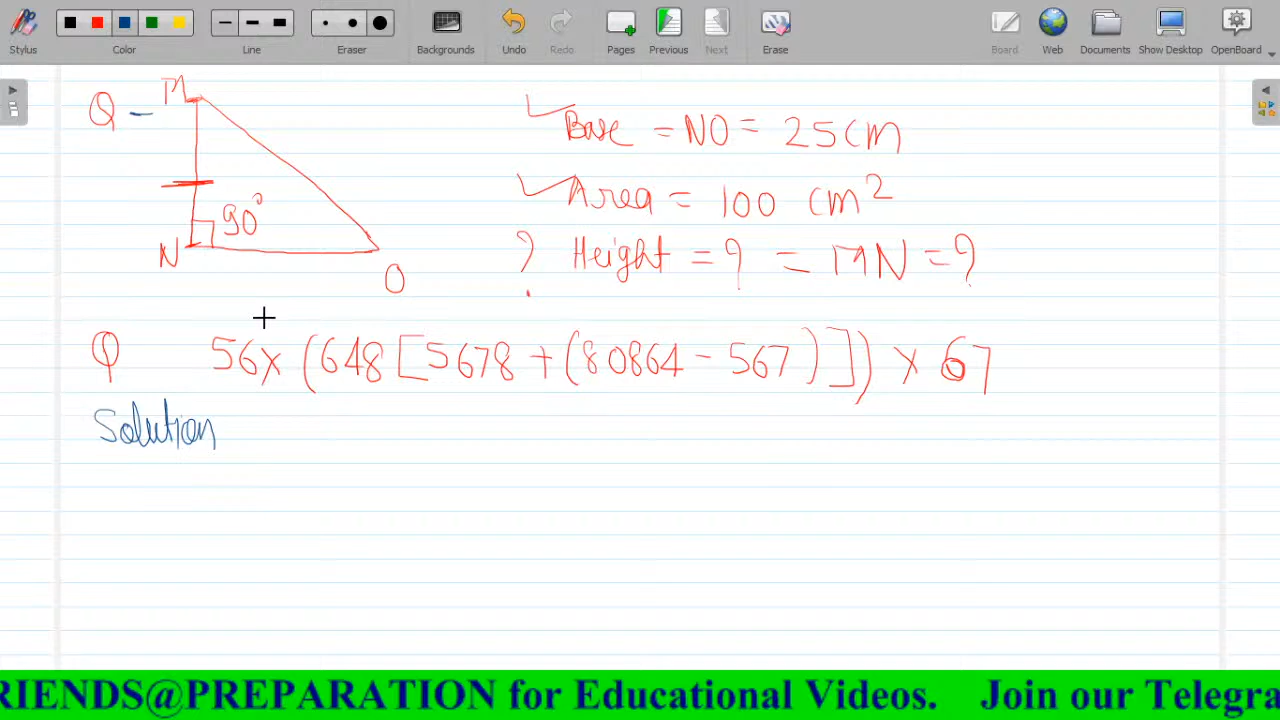 Stylus Color Line Eraser Backgrounds Undo Redo Pages Previous Next Erase Board Web Documents Show Desktop OpenBoard
Q - M
Base = NO = 25cm
90°
Area = 100 cm²
N
O
? Height = ? = MN = ?
Q 56x (648[5678+(80864-567)]) x 67
Solution
RIENDS@PREPARATION for Educational Videos. Join our Telegra